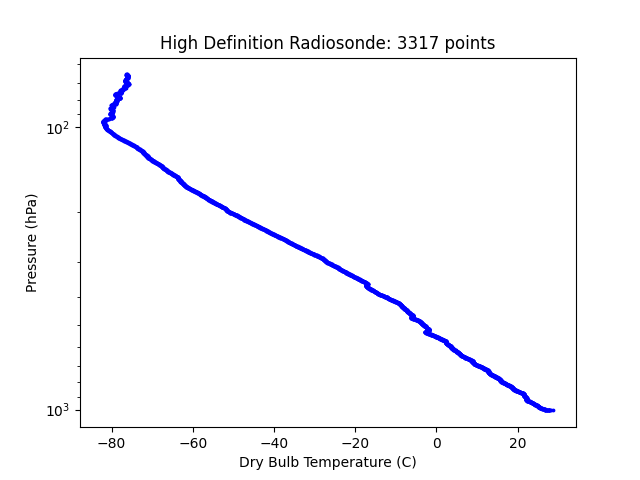 High Definition Radiosonde: 3317 points
10²
10³
Pressure (hPa)
−80 −60 −40 −20 0 20
Dry Bulb Temperature (C)